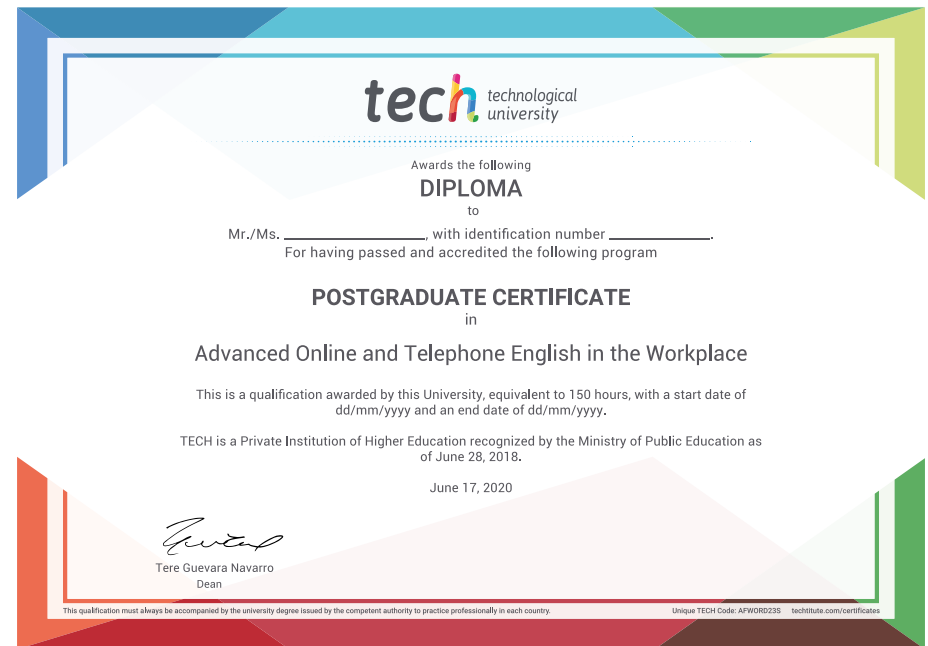 tech technological
university
Awards the following
DIPLOMA
to
Mr./Ms. ____________________, with identification number ______________.
For having passed and accredited the following program
POSTGRADUATE CERTIFICATE
in
Advanced Online and Telephone English in the Workplace
This is a qualification awarded by this University, equivalent to 150 hours, with a start date of
dd/mm/yyyy and an end date of dd/mm/yyyy.
TECH is a Private Institution of Higher Education recognized by the Ministry of Public Education as
of June 28, 2018.
June 17, 2020
Tere Guevara Navarro
Dean
This qualification must always be accompanied by the university degree issued by the competent authority to practice professionally in each country. Unique TECH Code: AFWORD23S techtitute.com/certificates